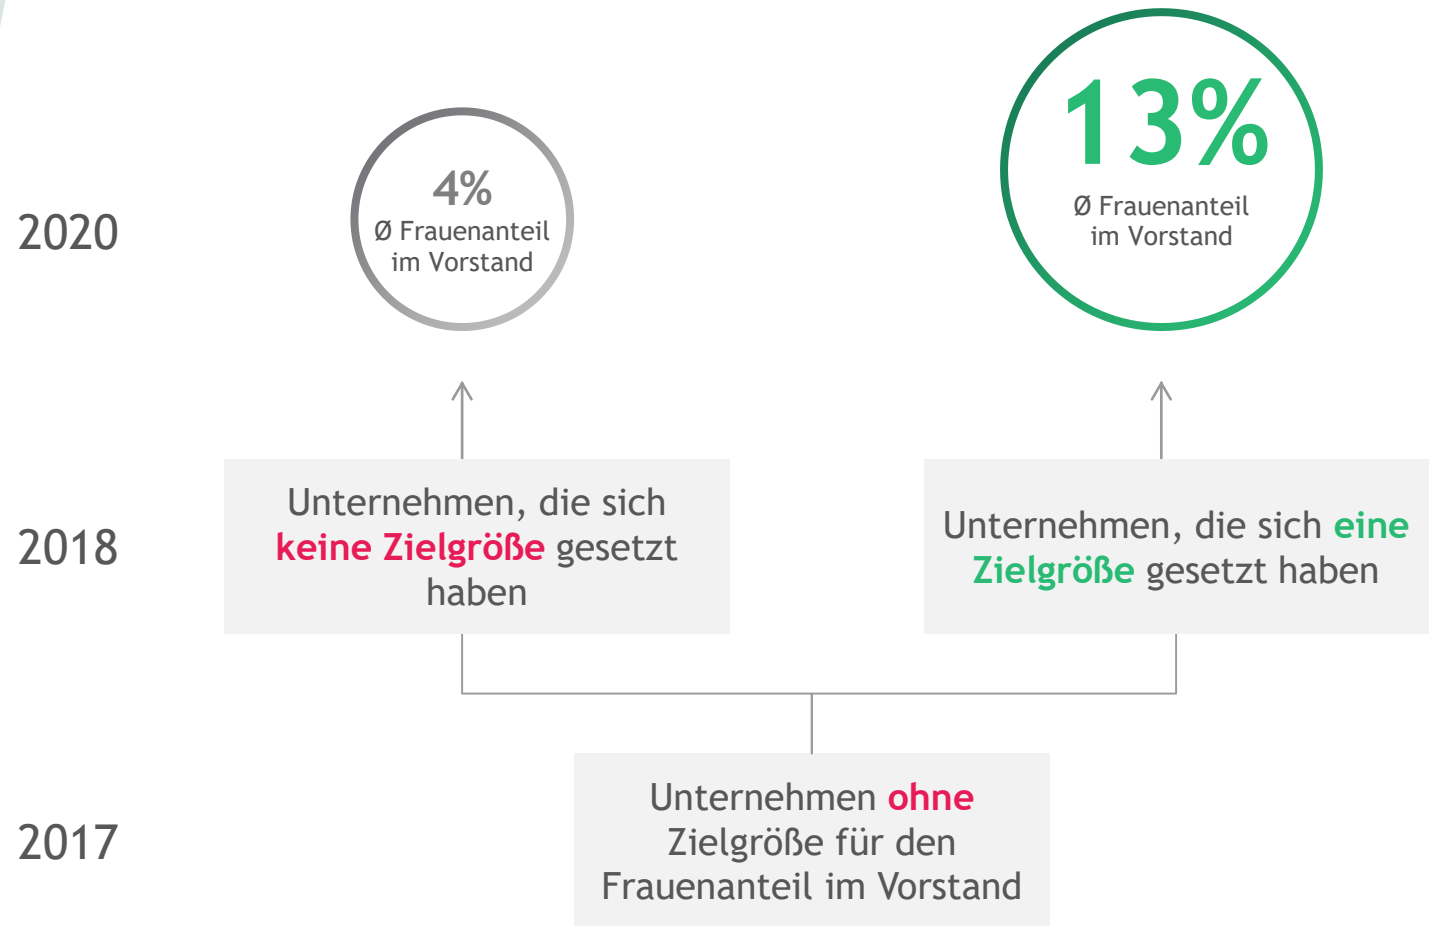 2020
4%
Ø Frauenanteil
im Vorstand
13%
Ø Frauenanteil
im Vorstand
2018
Unternehmen, die sich
keine Zielgröße gesetzt
haben
Unternehmen, die sich eine
Zielgröße gesetzt haben
2017
Unternehmen ohne
Zielgröße für den
Frauenanteil im Vorstand